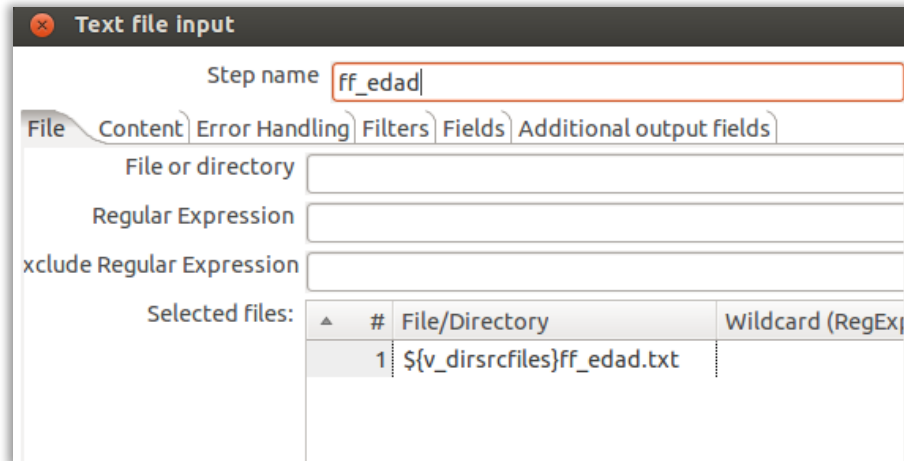 Text file input
Step name ff_edad
File Content Error Handling Filters Fields Additional output fields
File or directory
Regular Expression
xclude Regular Expression
Selected files: # File/Directory Wildcard (RegExp
1 ${v_dirsrcfiles}ff_edad.txt